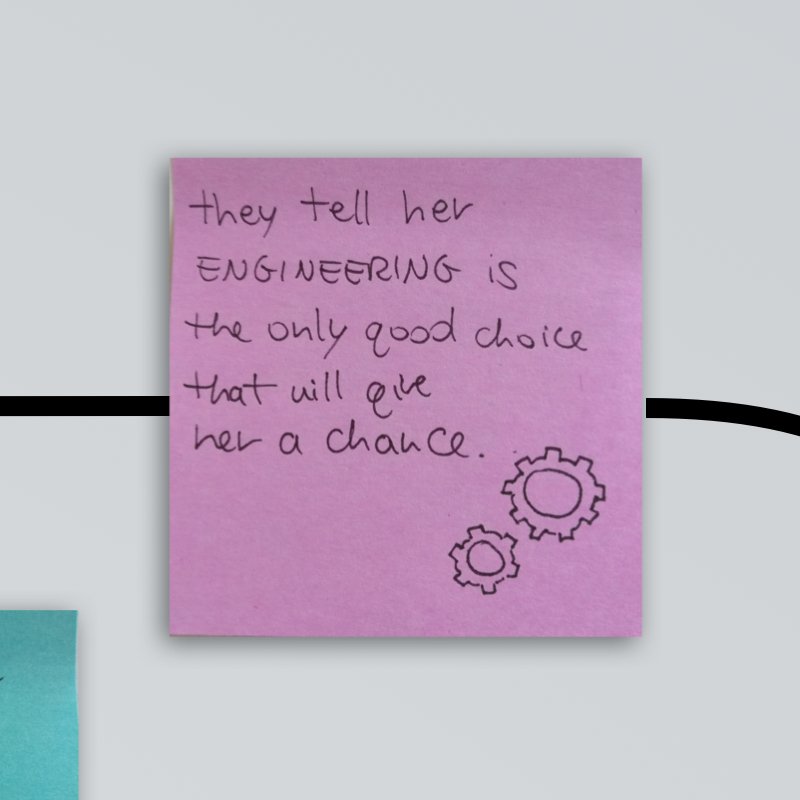 they tell her
ENGINEERING is
the only good choice
that will give
her a chance.